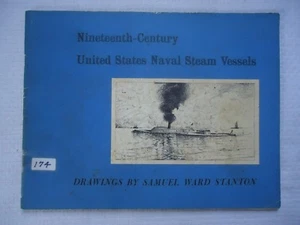 Nineteenth-Century
United States Naval Steam Vessels
174
DRAWINGS BY SAMUEL WARD STANTON